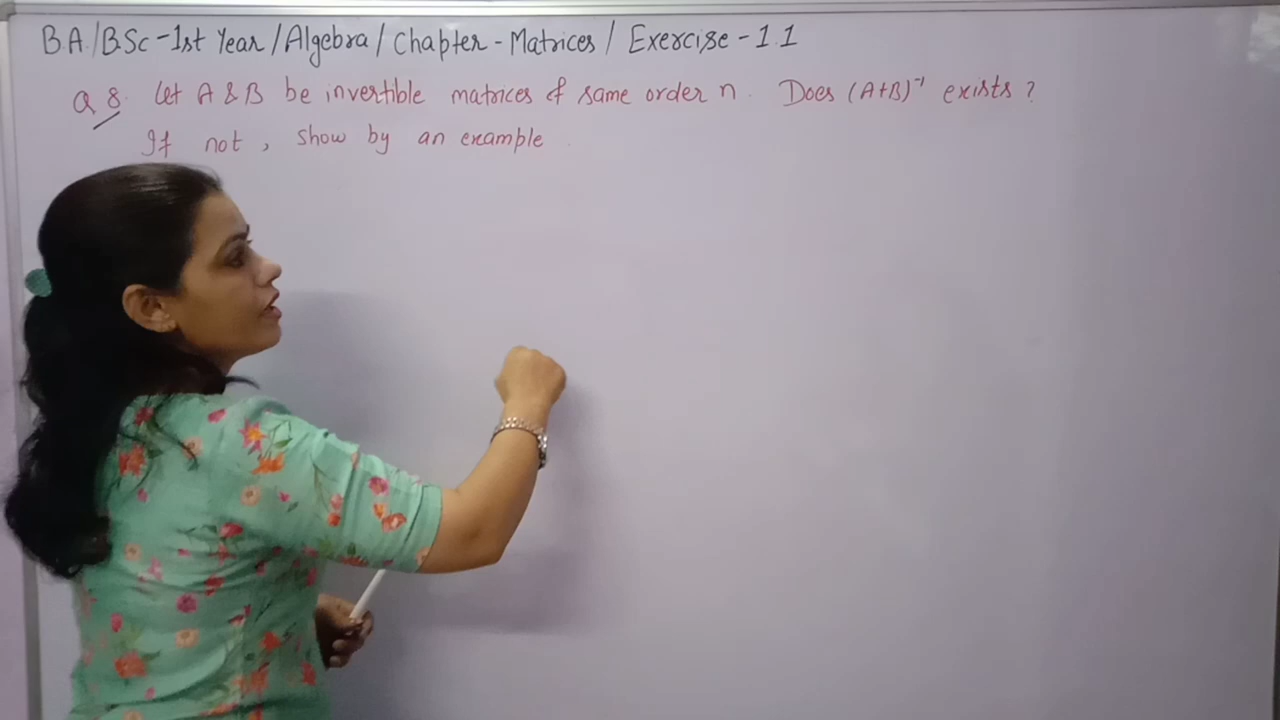 B.A./B.Sc-1st Year/Algebra/Chapter-Matrices/Exercise-1.1
Q 8. Let A & B be invertible matrices of same order n. Does (A+B)⁻¹ exists?
If not, show by an example